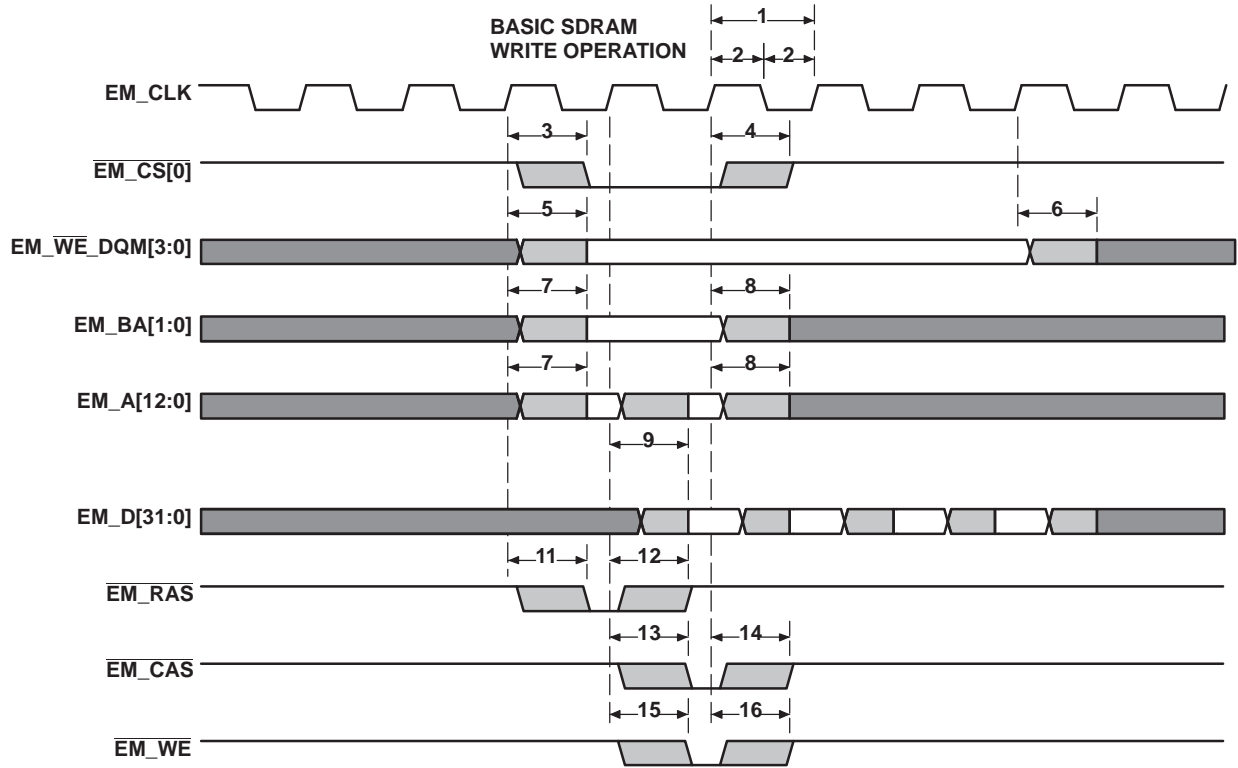 1
BASIC SDRAM
WRITE OPERATION
2 2
EM_CLK
3 4
EM_CS[0]
5 6
EM_WE_DQM[3:0]
7 8
EM_BA[1:0]
7 8
EM_A[12:0]
9
EM_D[31:0]
11 12
EM_RAS
13 14
EM_CAS
15 16
EM_WE